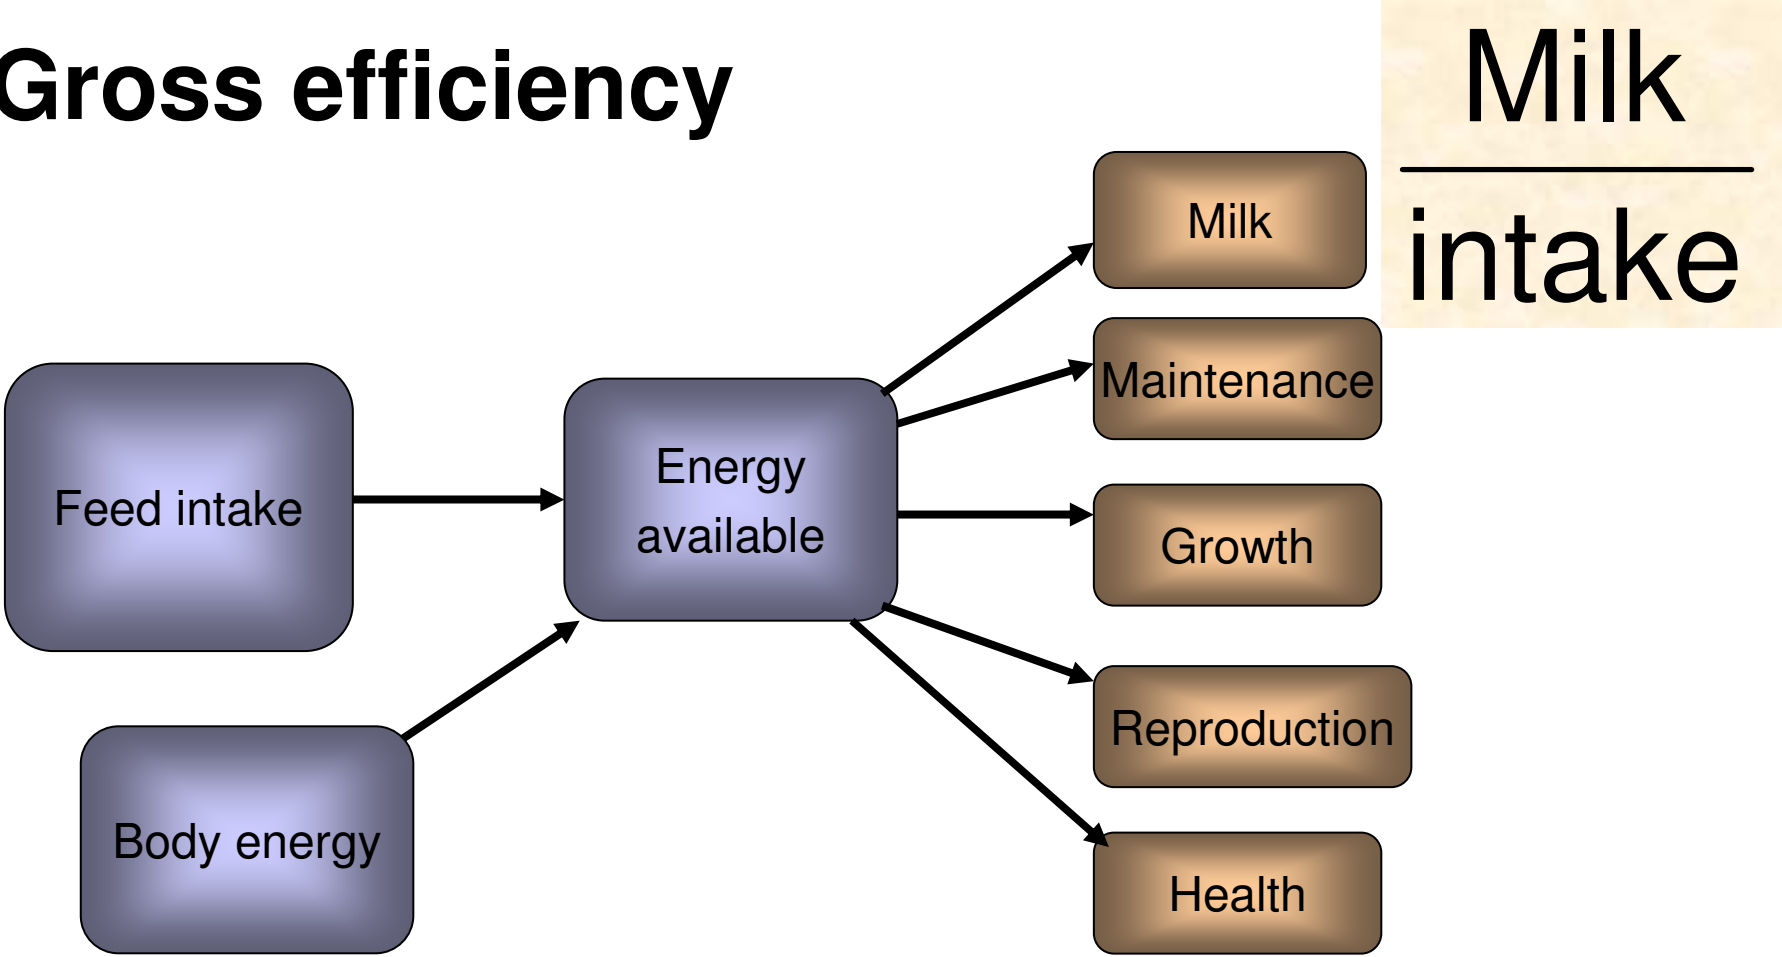 Gross efficiency
Milk
intake
Milk
Maintenance
Feed intake
Energy
available
Growth
Reproduction
Body energy
Health